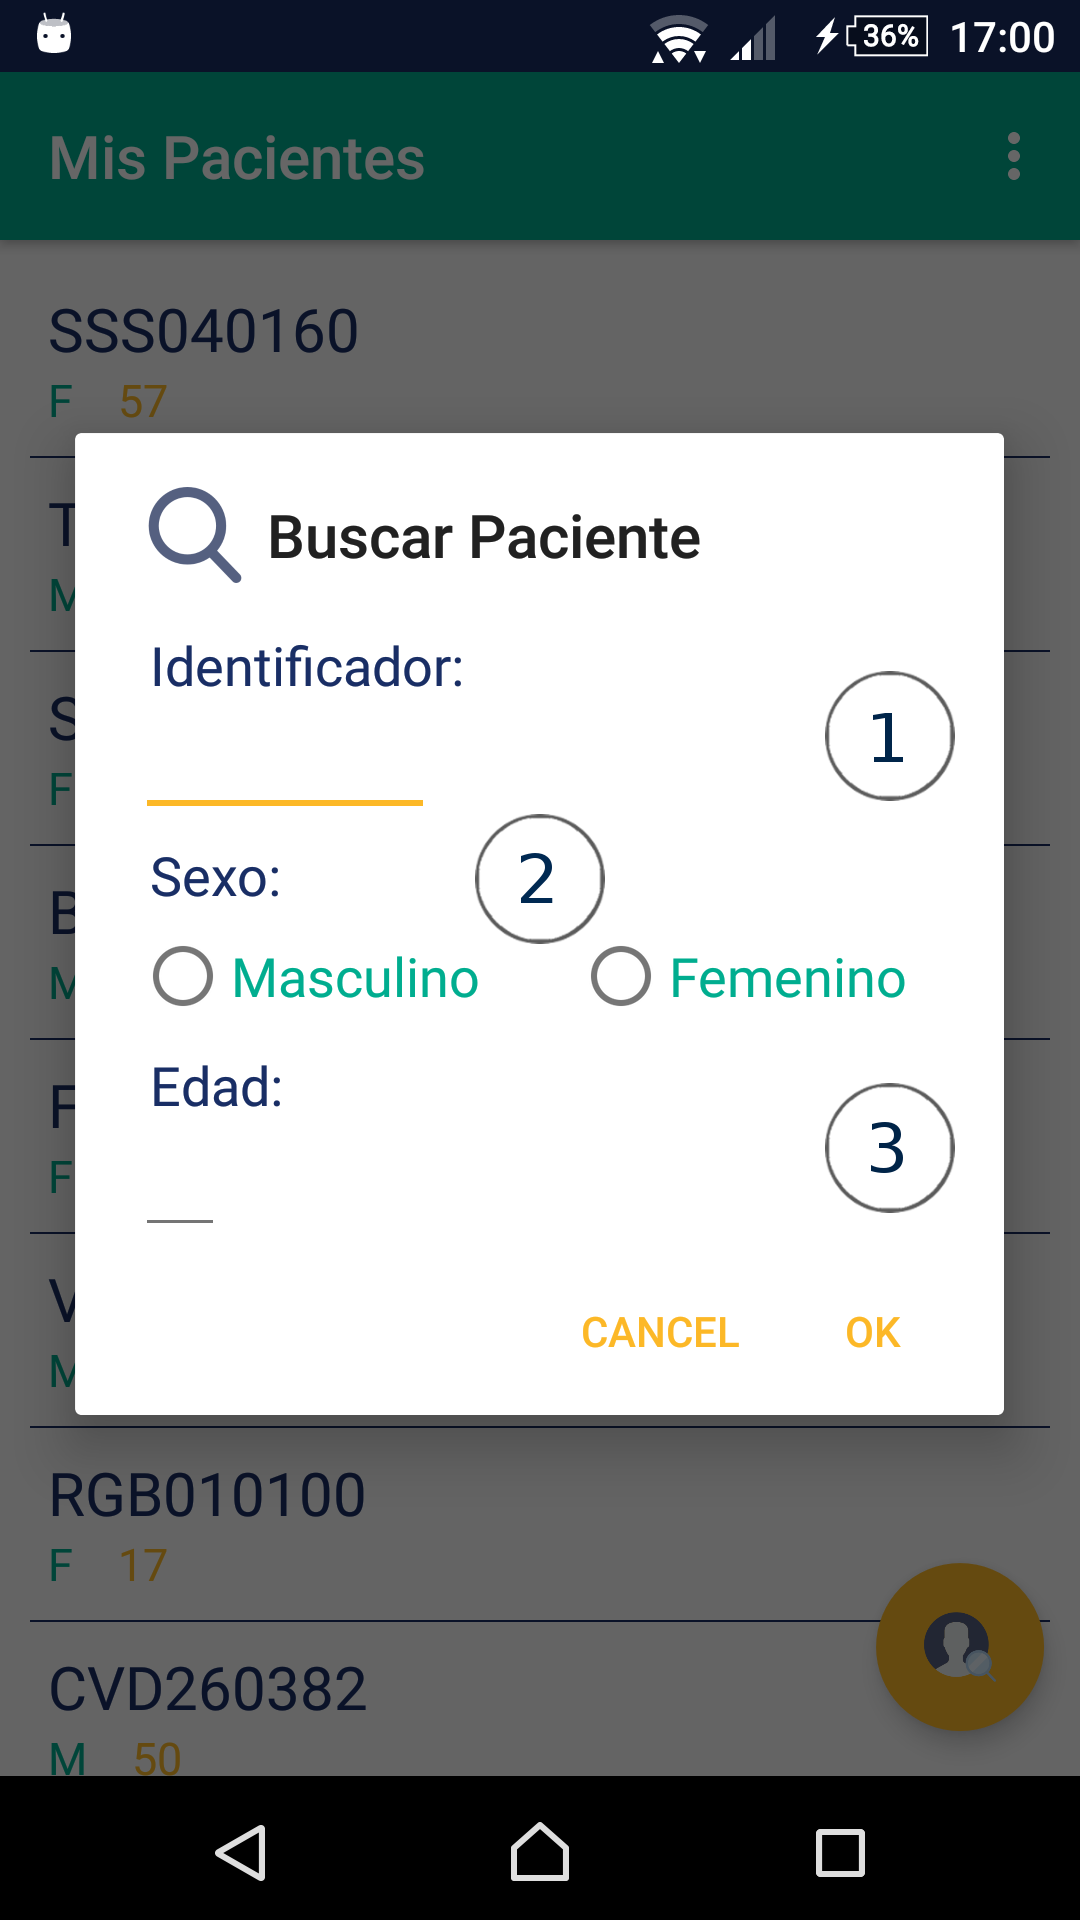 36% 17:00
Mis Pacientes
SSS040160
F 57
T
M
S
F
B
M
F
F
V
M
Buscar Paciente
Identificador:
1
Sexo:
2
Masculino Femenino
Edad:
3
CANCEL OK
RGB010100
F 17
CVD260382
M 50